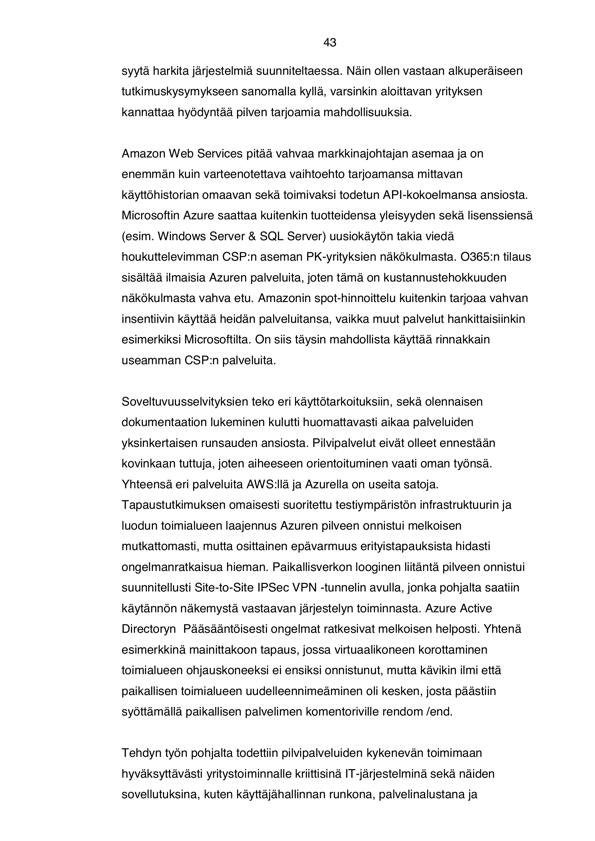 43
syytä harkita järjestelmiä suunniteltaessa. Näin ollen vastaan alkuperäiseen
tutkimuskysymykseen sanomalla kyllä, varsinkin aloittavan yrityksen
kannattaa hyödyntää pilven tarjoamia mahdollisuuksia.
Amazon Web Services pitää vahvaa markkinajohtajan asemaa ja on
enemmän kuin varteenotettava vaihtoehto tarjoamansa mittavan
käyttöhistorian omaavan sekä toimivaksi todetun API-kokoelmansa ansiosta.
Microsoftin Azure saattaa kuitenkin tuotteidensa yleisyyden sekä lisenssiensä
(esim. Windows Server & SQL Server) uusiokäytön takia viedä
houkuttelevimman CSP:n aseman PK-yrityksien näkökulmasta. O365:n tilaus
sisältää ilmaisia Azuren palveluita, joten tämä on kustannustehokkuuden
näkökulmasta vahva etu. Amazonin spot-hinnoittelu kuitenkin tarjoaa vahvan
insentiivin käyttää heidän palveluitansa, vaikka muut palvelut hankittaisiinkin
esimerkiksi Microsoftilta. On siis täysin mahdollista käyttää rinnakkain
useamman CSP:n palveluita.
Soveltuvuusselvityksien teko eri käyttötarkoituksiin, sekä olennaisen
dokumentaation lukeminen kulutti huomattavasti aikaa palveluiden
yksinkertaisen runsauden ansiosta. Pilvipalvelut eivät olleet ennestään
kovinkaan tuttuja, joten aiheeseen orientoituminen vaati oman työnsä.
Yhteensä eri palveluita AWS:llä ja Azurella on useita satoja.
Tapaustutkimuksen omaisesti suoritettu testiympäristön infrastruktuurin ja
luodun toimialueen laajennus Azuren pilveen onnistui melkoisen
mutkattomasti, mutta osittainen epävarmuus erityistapauksista hidasti
ongelmanratkaisua hieman. Paikallisverkon looginen liitäntä pilveen onnistui
suunnitellusti Site-to-Site IPSec VPN -tunnelin avulla, jonka pohjalta saatiin
käytännön näkemystä vastaavan järjestelyn toiminnasta. Azure Active
Directoryn  Pääsääntöisesti ongelmat ratkesivat melkoisen helposti. Yhtenä
esimerkkinä mainittakoon tapaus, jossa virtuaalikoneen korottaminen
toimialueen ohjauskoneeksi ei ensiksi onnistunut, mutta kävikin ilmi että
paikallisen toimialueen uudelleennimeäminen oli kesken, josta päästiin
syöttämällä paikallisen palvelimen komentoriville rendom /end.
Tehdyn työn pohjalta todettiin pilvipalveluiden kykenevän toimimaan
hyväksyttävästi yritystoiminnalle kriittisinä IT-järjestelminä sekä näiden
sovellutuksina, kuten käyttäjähallinnan runkona, palvelinalustana ja